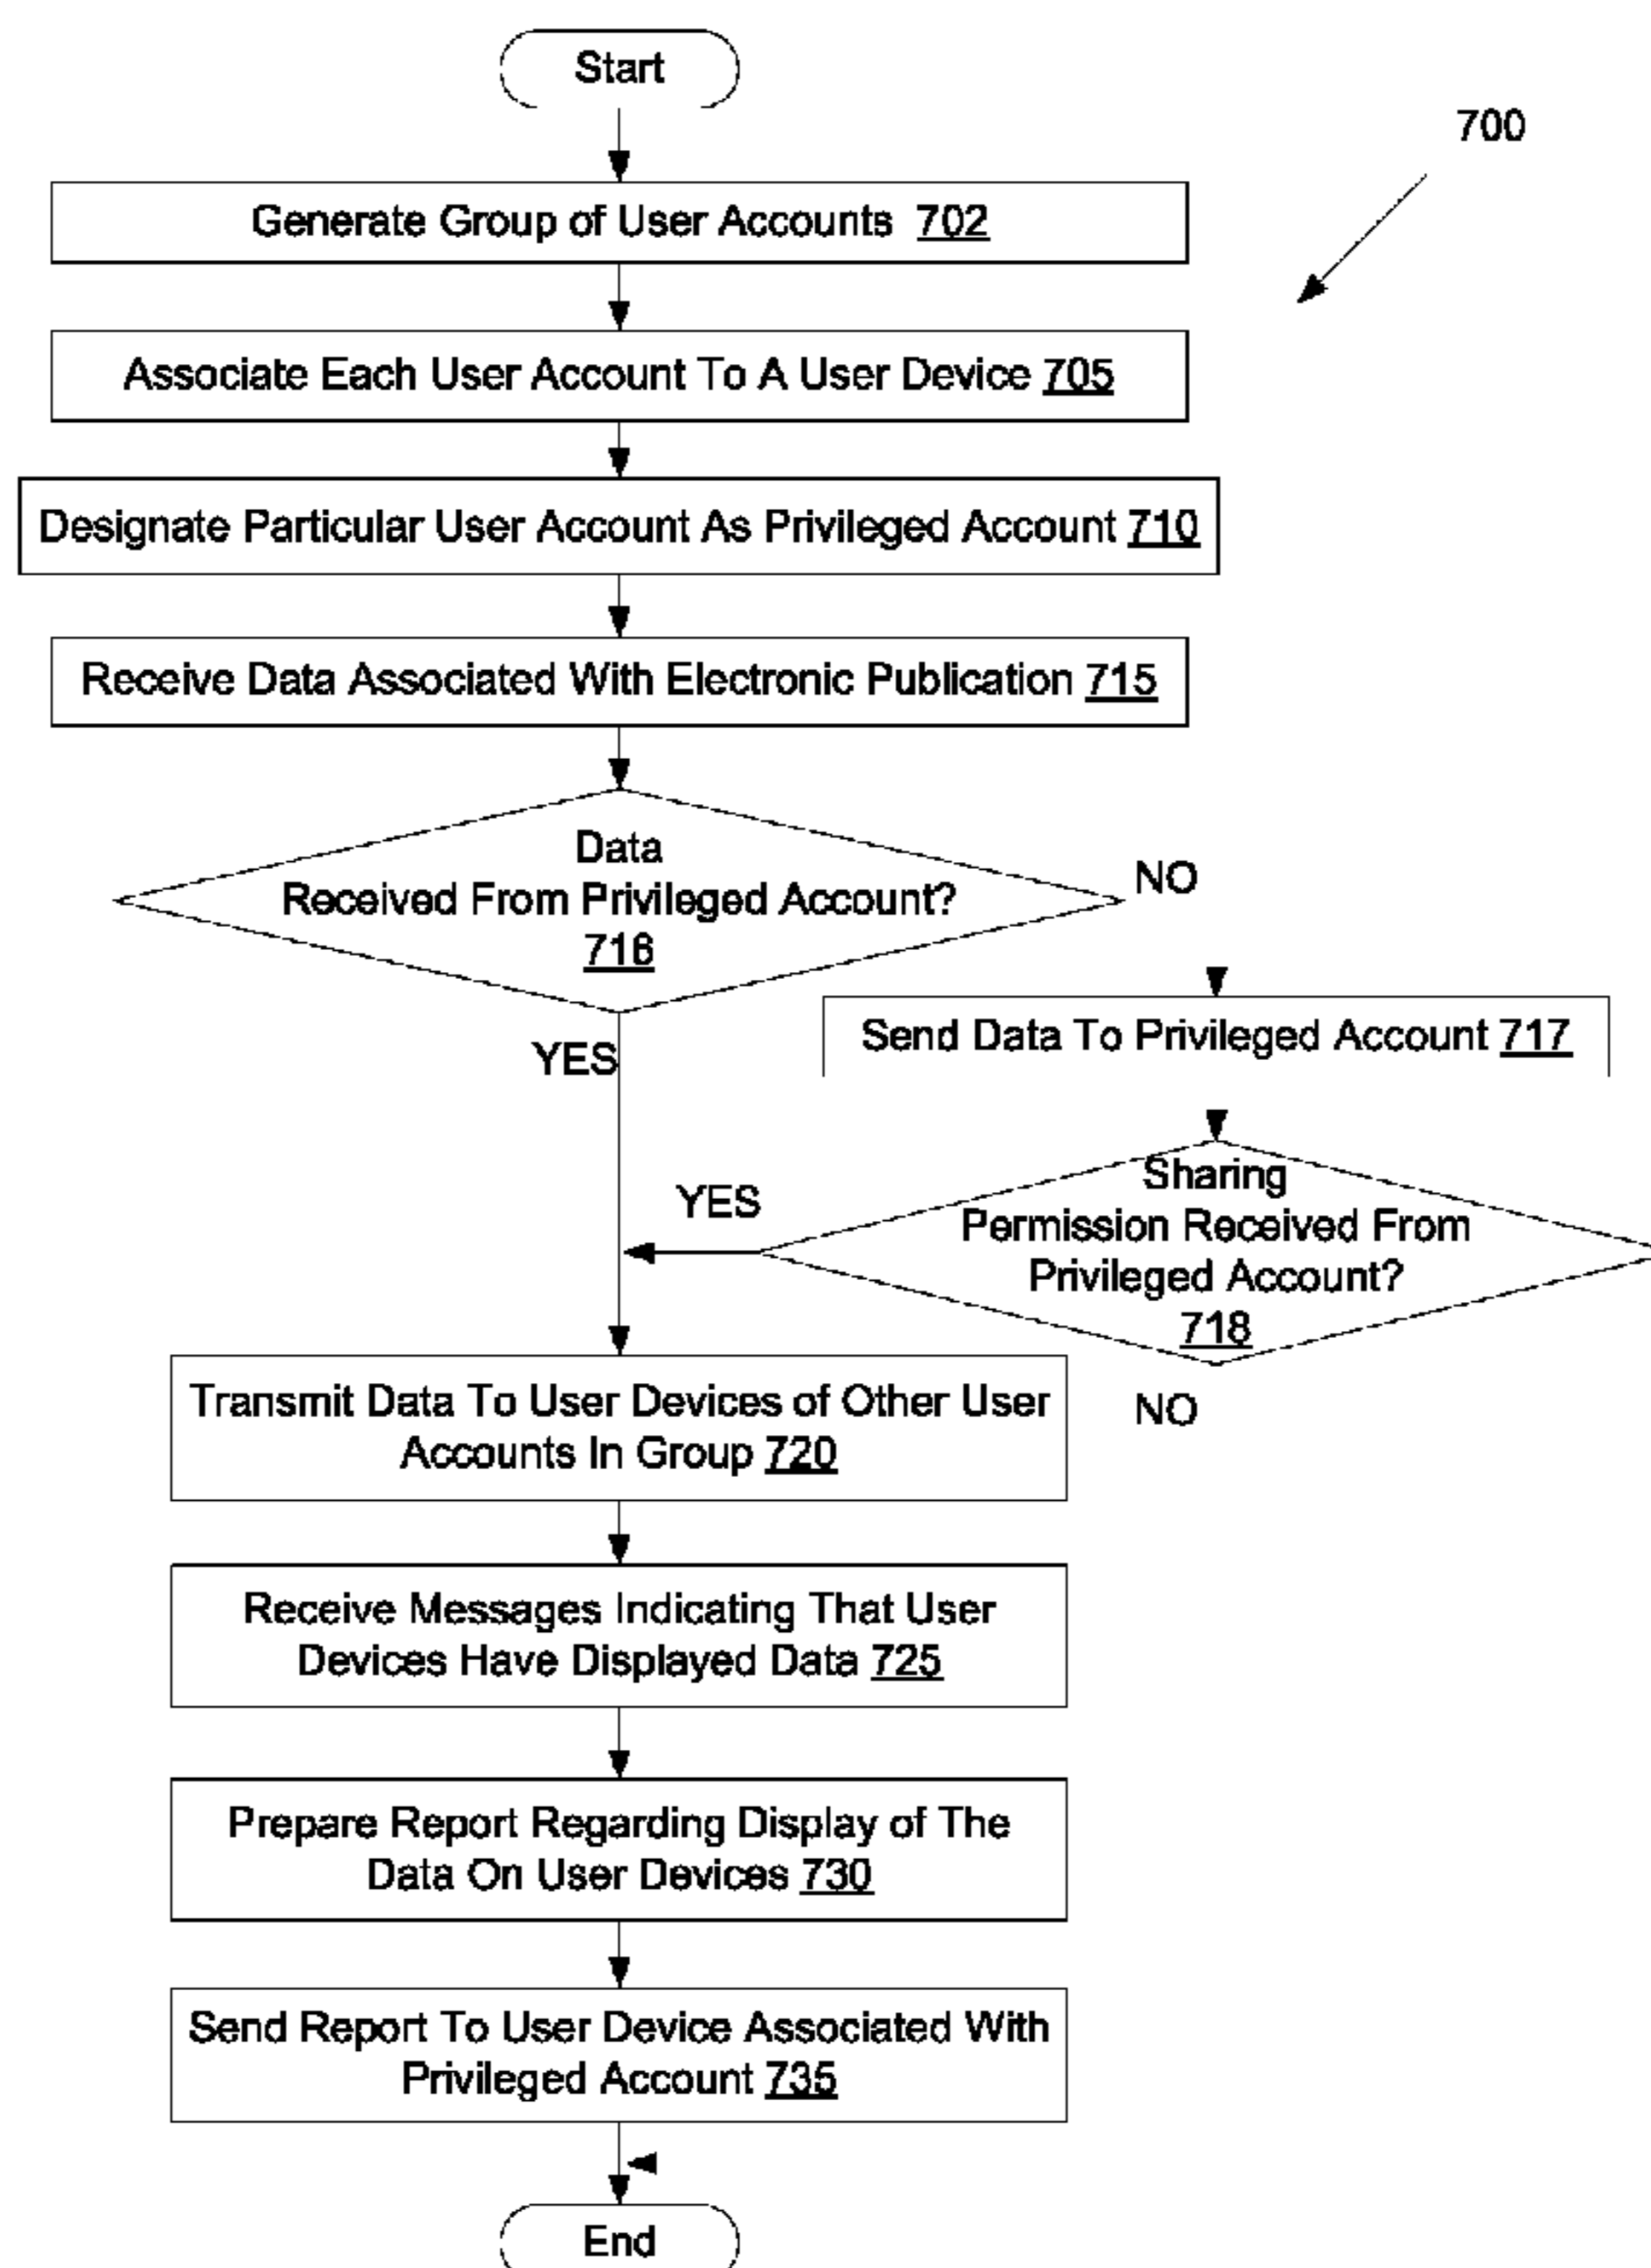 Start
700
Generate Group of User Accounts 702
Associate Each User Account To A User Device 705
Designate Particular User Account As Privileged Account 710
Receive Data Associated With Electronic Publication 715
Data
Received From Privileged Account?
716
NO
YES
Send Data To Privileged Account 717
Sharing
Permission Received From
Privileged Account?
718
YES
NO
Transmit Data To User Devices of Other User
Accounts In Group 720
Receive Messages Indicating That User
Devices Have Displayed Data 725
Prepare Report Regarding Display of The
Data On User Devices 730
Send Report To User Device Associated With
Privileged Account 735
End